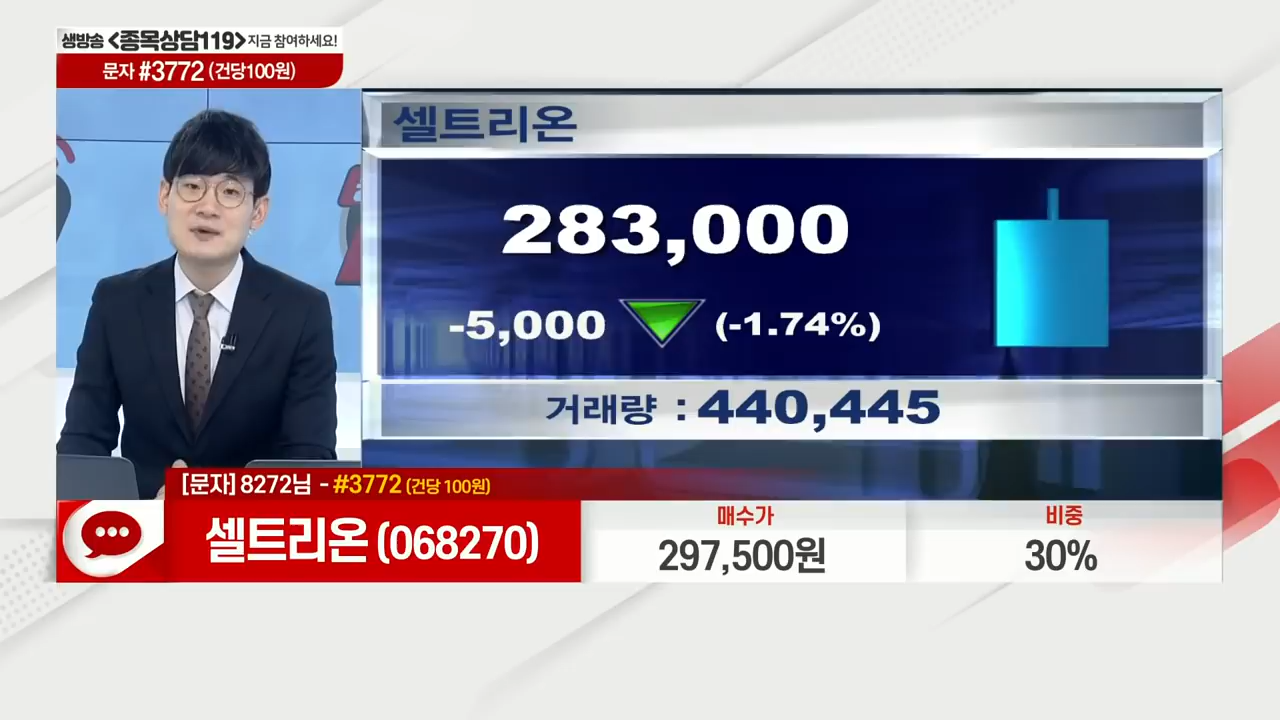 생방송 <종목상담119> 지금 참여하세요!
문자 #3772 (건당100원)
셀트리온
283,000
-5,000 (-1.74%)
거래량 : 440,445
[문자] 8272님 - #3772 (건당 100원)
셀트리온 (068270)
매수가
297,500원
비중
30%